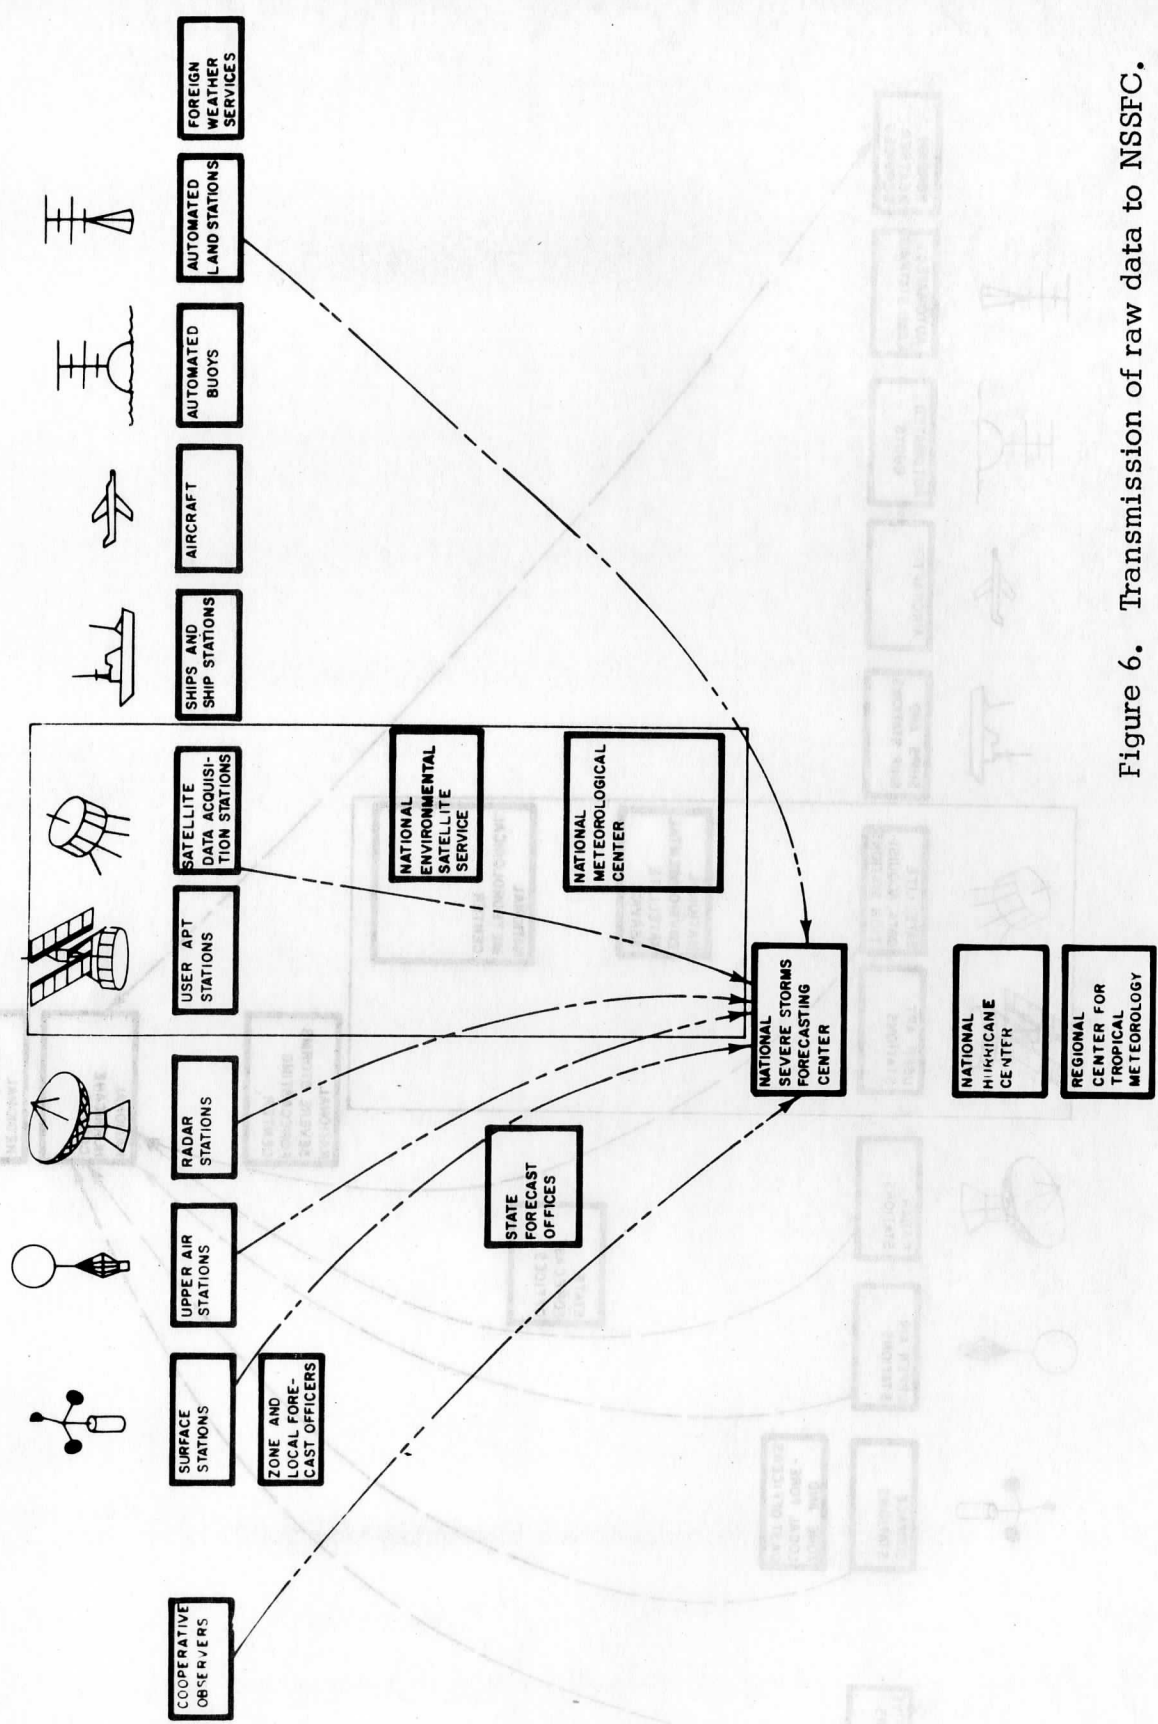 COOPERATIVE
OBSERVERS
SURFACE
STATIONS
UPPER AIR
STATIONS
RADAR
STATIONS
USER APT
STATIONS
SATELLITE
DATA ACQUISI-
TION STATIONS
SHIPS AND
SHIP STATIONS
AIRCRAFT
AUTOMATED
BUOYS
AUTOMATED
LAND STATIONS
FOREIGN
WEATHER
SERVICES
ZONE AND
LOCAL FORE-
CAST OFFICERS
NATIONAL
ENVIRONMENTAL
SATELLITE
SERVICE
STATE
FORECAST
OFFICES
NATIONAL
METEOROLOGICAL
CENTER
NATIONAL
SEVERE STORMS
FORECASTING
CENTER
NATIONAL
HURRICANE
CENTER
REGIONAL
CENTER FOR
TROPICAL
METEOROLOGY
Figure 6. Transmission of raw data to NSSFC.